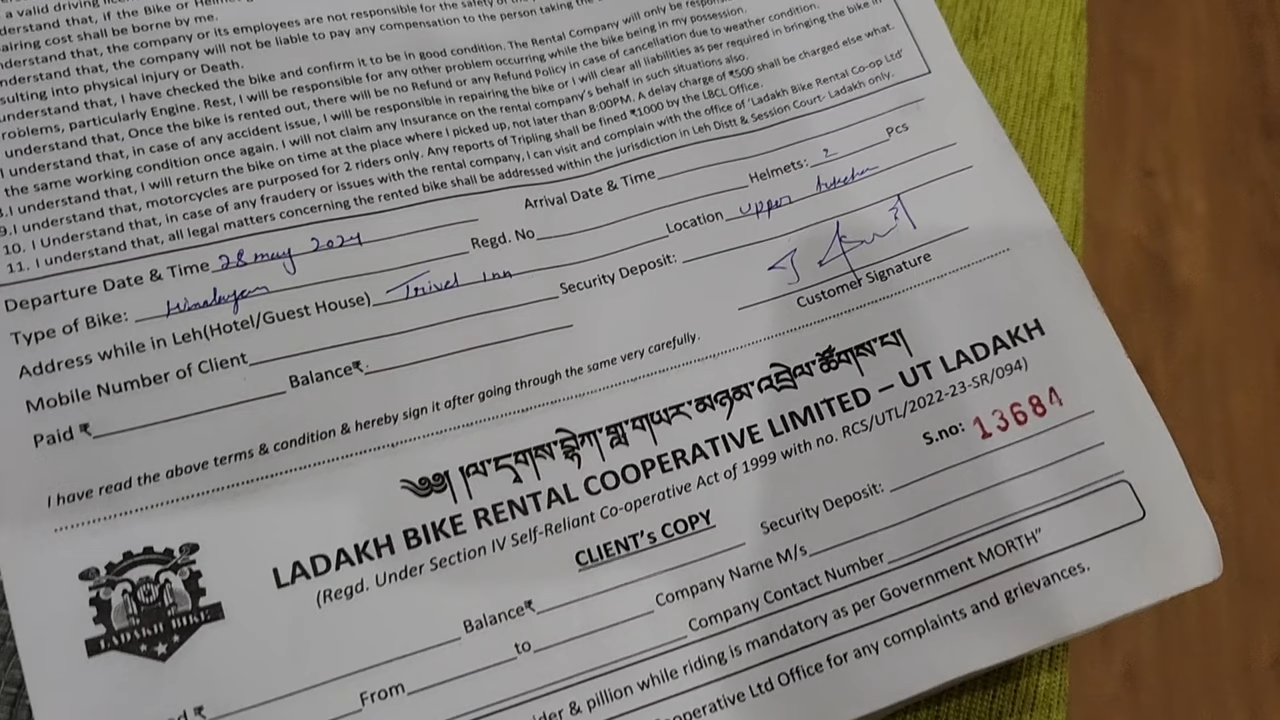 a valid driving
derstand that, if the Bike or
airing cost shall be borne by me.
nderstand that, the company or its employees are not responsible for the safety of
nderstand that, the company will not be liable to pay any compensation to the person taking the
sulting into physical Injury or Death.
understand that, I have checked the bike and confirm it to be in good condition. The Rental Company will only be
roblems, particularly Engine. Rest, I will be responsible for any other problem occurring while the bike being in my possession.
understand that, Once the bike is rented out, there will be no Refund or any Refund Policy in case of cancellation due to weather condition.
I understand that, in case of any accident issue, I will be responsible in repairing the bike or I will clear all liabilities as per required in bringing the bike in
the same working condition once again. I will not claim any Insurance on the rental company's behalf in such situations also.
.I understand that, I will return the bike on time at the place where I picked up, not later than 8:00PM. A delay charge of ₹500 shall be charged else what.
9.I understand that, motorcycles are purposed for 2 riders only. Any reports of Tripling shall be fined ₹1000 by the LBCL Office.
10. I Understand that, in case of any fraudery or issues with the rental company, I can visit and complain with the office of 'Ladakh Bike Rental Co-op Ltd'
11. I understand that, all legal matters concerning the rented bike shall be addressed within the jurisdiction in Leh Distt & Session Court- Ladakh only.
Departure Date & Time 28 may 2024 Arrival Date & Time
Type of Bike: Himalayan Regd. No Helmets: 2 Pcs
Address while in Leh(Hotel/Guest House) Location Upper
Mobile Number of Client Security Deposit:
Paid ₹ Balance₹.
Customer Signature
I have read the above terms & condition & hereby sign it after going through the same very carefully.
༄༅། །ལ་དྭགས་རྐྱེན་གླ་གཡར་མཉམ་འབྲེལ་ཚོགས་པ།
LADAKH BIKE RENTAL COOPERATIVE LIMITED – UT LADAKH
(Regd. Under Section IV Self-Reliant Co-operative Act of 1999 with no. RCS/UTL/2022-23-SR/094)
CLIENT's COPY
S.no: 13684
LADAKH BIKE
Balance₹ Security Deposit:
From to Company Name M/s
Company Contact Number
der & pillion while riding is mandatory as per Government MORTH"
operative Ltd Office for any complaints and grievances.